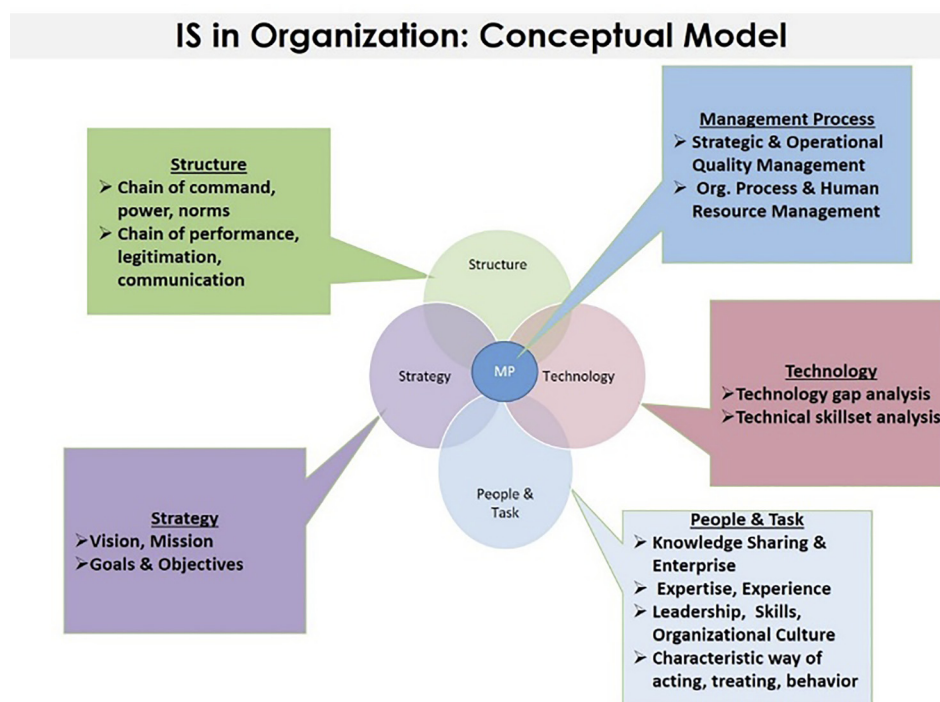 IS in Organization: Conceptual Model
Management Process
➢ Strategic & Operational
Quality Management
➢ Org. Process & Human
Resource Management
Structure
➢ Chain of command,
power, norms
➢ Chain of performance,
legitimation,
communication
Structure
Strategy
MP
Technology
People &
Task
Technology
➢Technology gap analysis
➢Technical skillset analysis
Strategy
➢Vision, Mission
➢Goals & Objectives
People & Task
➢ Knowledge Sharing &
Enterprise
➢ Expertise, Experience
➢ Leadership, Skills,
Organizational Culture
➢ Characteristic way of
acting, treating, behavior